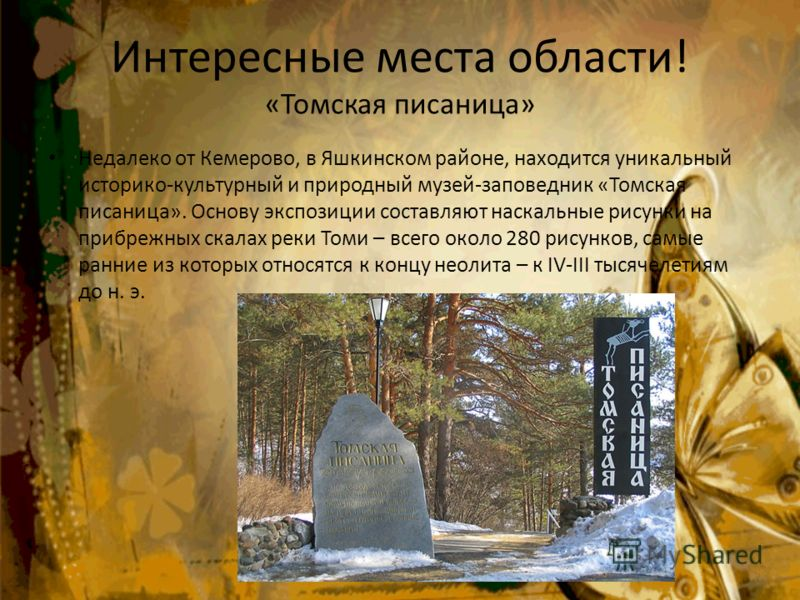 Интересные места области!
«Томская писаница»
• Недалеко от Кемерово, в Яшкинском районе, находится уникальный
историко-культурный и природный музей-заповедник «Томская
писаница». Основу экспозиции составляют наскальные рисунки на
прибрежных скалах реки Томи – всего около 280 рисунков, самые
ранние из которых относятся к концу неолита – к IV-III тысячелетиям
до н. э.
ТОМСКАЯ
ПИСАНИЦА
ТОМСКАЯ
ПИСАНИЦА
MyShared